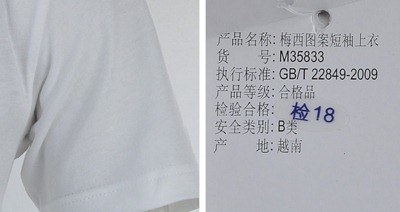 产品名称: 梅西图案短袖上衣
货 号: M35833
执行标准: GB/T 22849-2009
产品等级: 合格品
检验合格: 检18
安全类别: B类
产 地: 越南